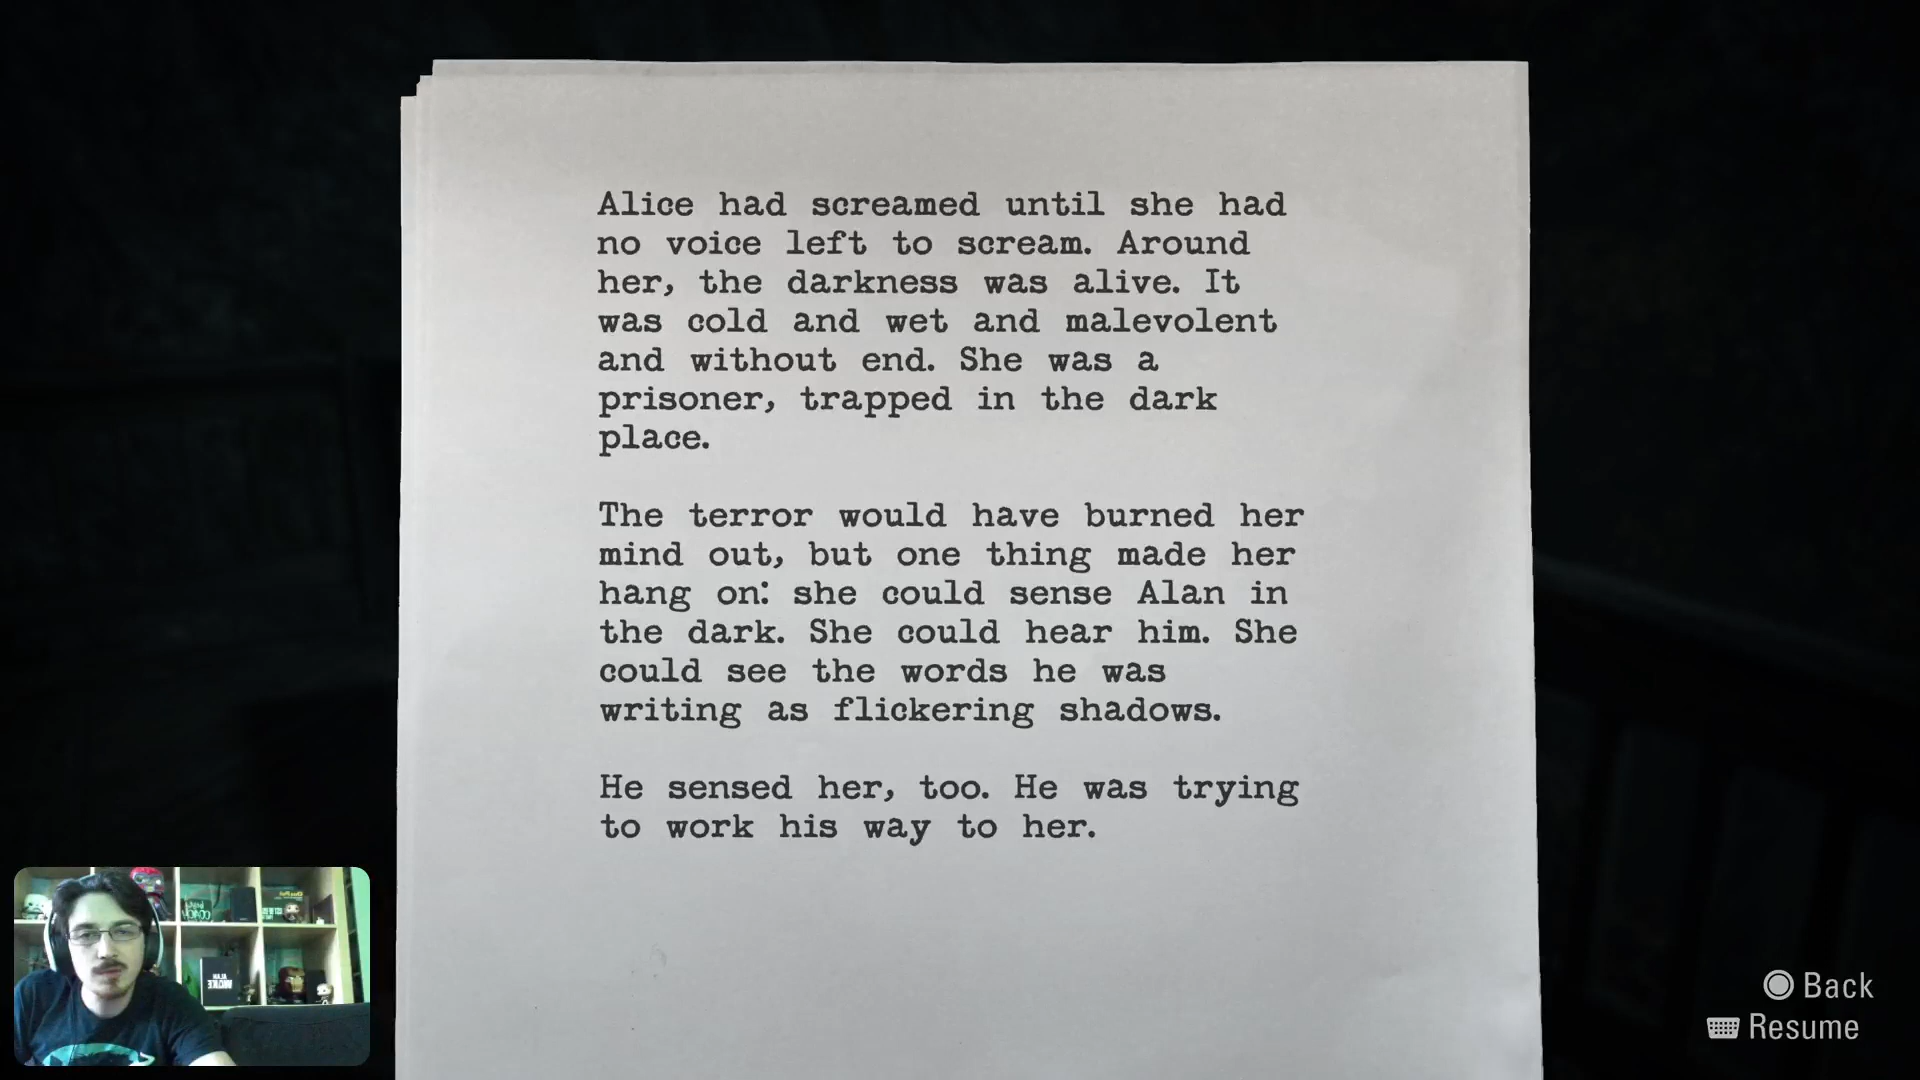 Alice had screamed until she had
no voice left to scream. Around
her, the darkness was alive. It
was cold and wet and malevolent
and without end. She was a
prisoner, trapped in the dark
place.
The terror would have burned her
mind out, but one thing made her
hang on: she could sense Alan in
the dark. She could hear him. She
could see the words he was
writing as flickering shadows.
He sensed her, too. He was trying
to work his way to her.
ALAN
WAKE
Back
Resume